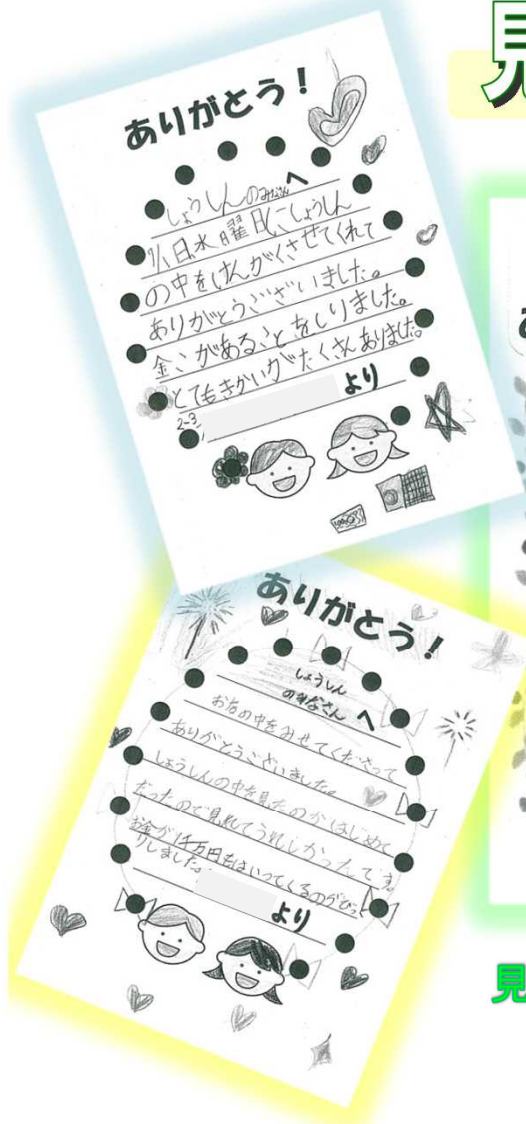 見
ありがとう!
しょうしんのみなさんへ
日水曜日にしょうしん
の中をけんがくさせてくれて
ありがとうございました。
金こがあることをしりました。
とてもきかいがたくさんありました。
2-3
より
ありがとう!
しょうしん
のみなさんへ
お店の中をみせてくださって
ありがとうございました。
しょうしんの中を見たのがはじめて
だったので見れてうれしかったです。
お金が万円もはいってくるのがびっ
りしました。
より
見